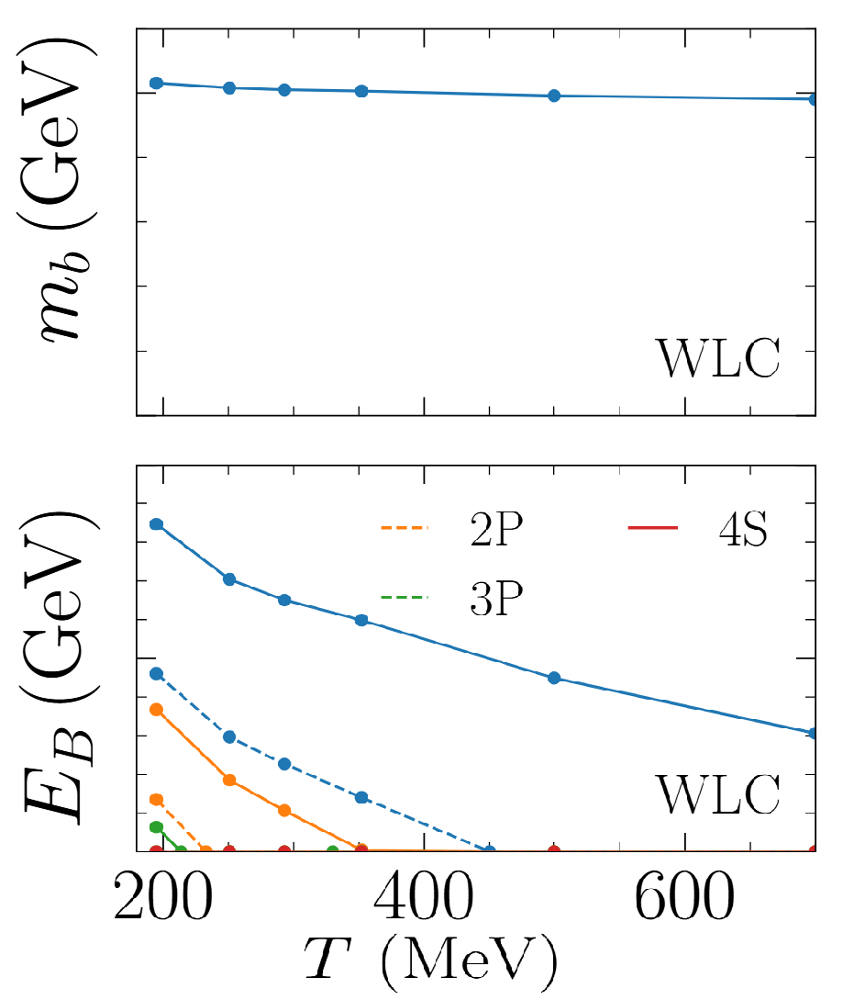 m_b (GeV)
WLC
E_B (GeV)
2P 4S
3P
WLC
200 400 600
T (MeV)